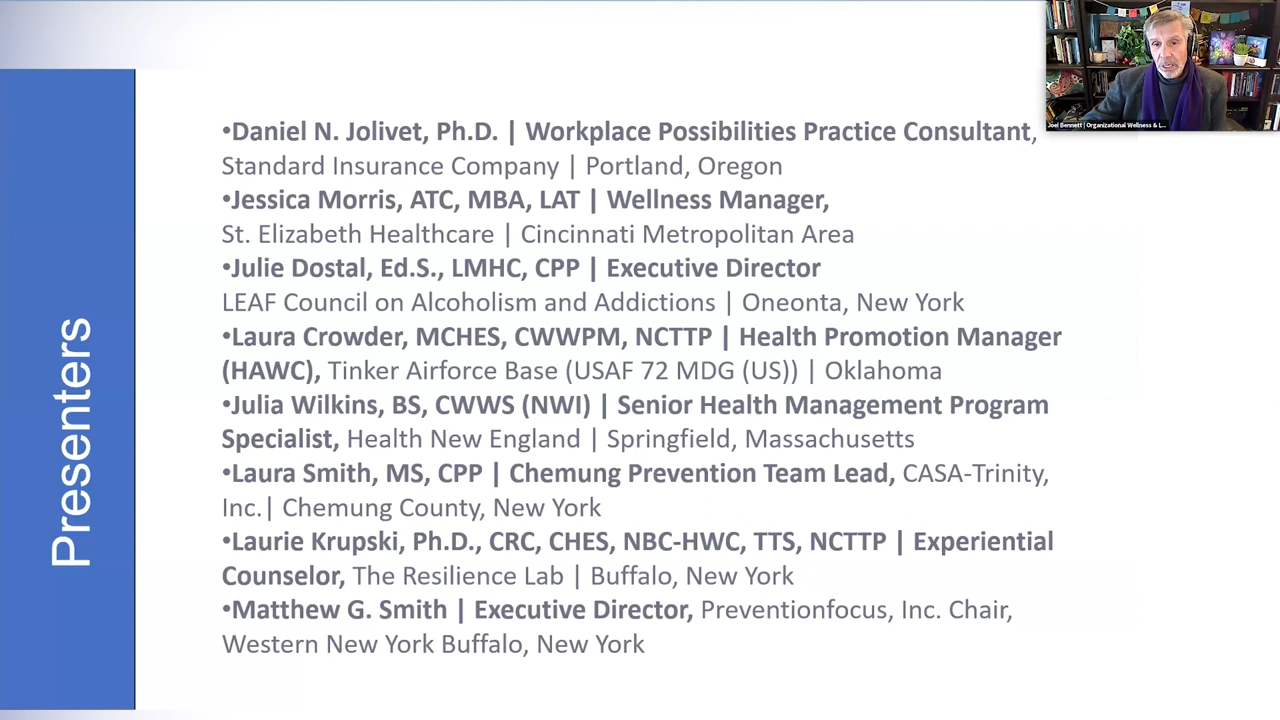 Presenters
•Daniel N. Jolivet, Ph.D. | Workplace Possibilities Practice Consultant,
Standard Insurance Company | Portland, Oregon
•Jessica Morris, ATC, MBA, LAT | Wellness Manager,
St. Elizabeth Healthcare | Cincinnati Metropolitan Area
•Julie Dostal, Ed.S., LMHC, CPP | Executive Director
LEAF Council on Alcoholism and Addictions | Oneonta, New York
•Laura Crowder, MCHES, CWWPM, NCTTP | Health Promotion Manager
(HAWC), Tinker Airforce Base (USAF 72 MDG (US)) | Oklahoma
•Julia Wilkins, BS, CWWS (NWI) | Senior Health Management Program
Specialist, Health New England | Springfield, Massachusetts
•Laura Smith, MS, CPP | Chemung Prevention Team Lead, CASA-Trinity,
Inc.| Chemung County, New York
•Laurie Krupski, Ph.D., CRC, CHES, NBC-HWC, TTS, NCTTP | Experiential
Counselor, The Resilience Lab | Buffalo, New York
•Matthew G. Smith | Executive Director, Preventionfocus, Inc. Chair,
Western New York Buffalo, New York
Joel Bennett | Organizational Wellness & L...